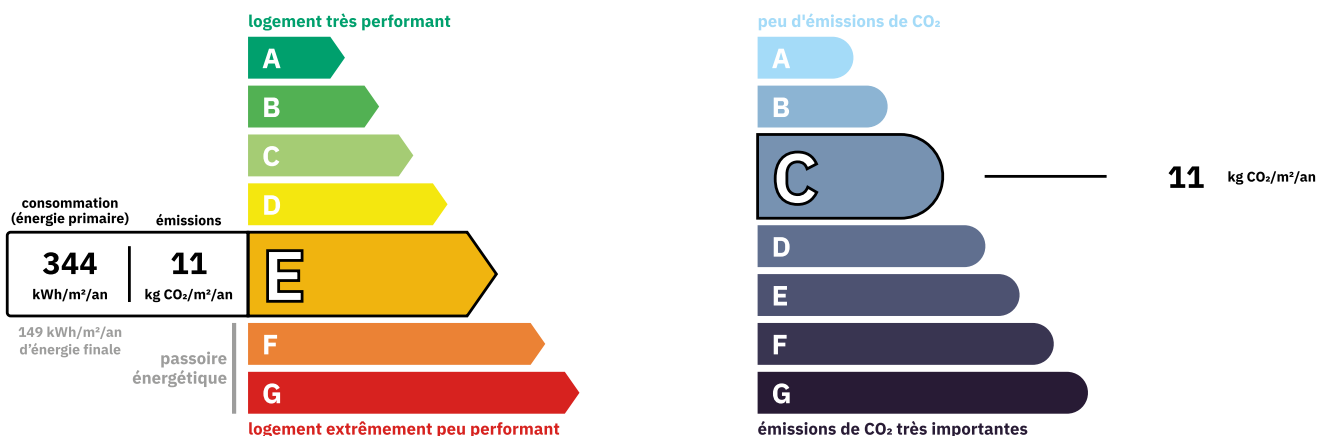 logement très performant
A
B
C
D
consommation
(énergie primaire)
émissions
344
kWh/m²/an
11
kg CO₂/m²/an
E
149 kWh/m²/an
d'énergie finale
passoire
énergétique
F
G
logement extrêmement peu performant
peu d'émissions de CO₂
A
B
C
11
kg CO₂/m²/an
D
E
F
G
émissions de CO₂ très importantes